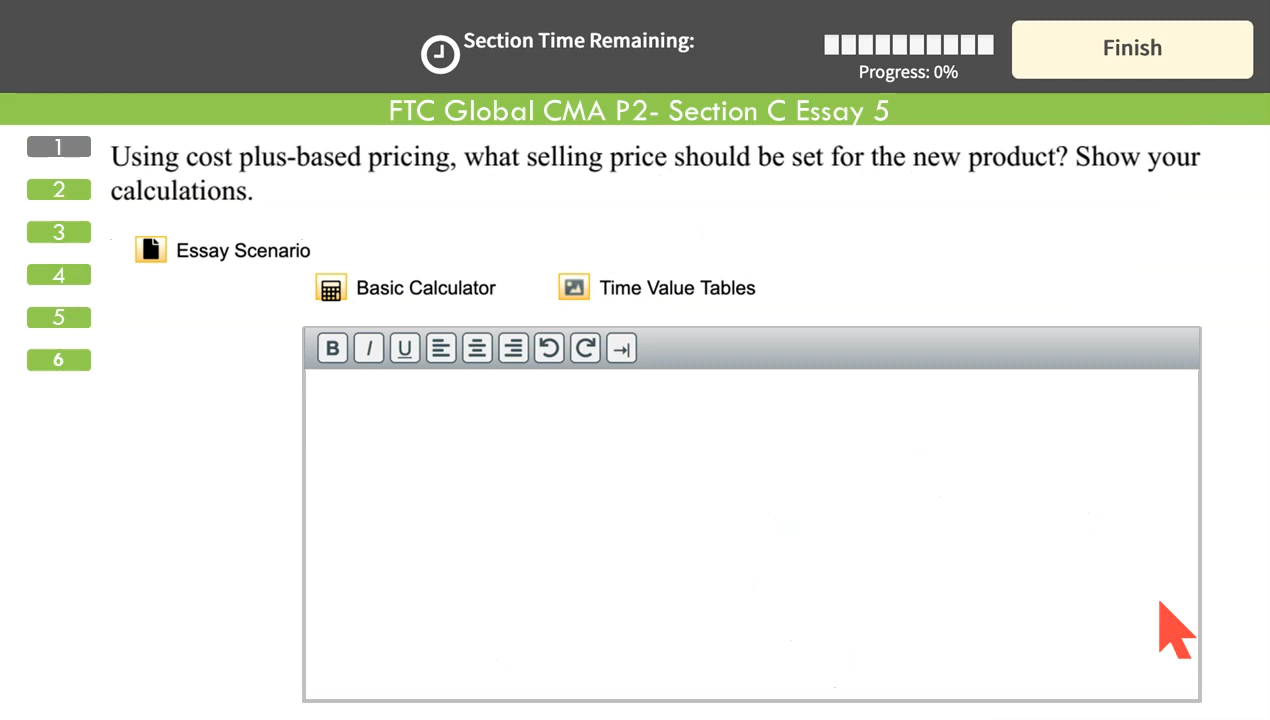 Section Time Remaining:
Progress: 0%
Finish
FTC Global CMA P2- Section C Essay 5
1
2
3
4
5
6
Using cost plus-based pricing, what selling price should be set for the new product? Show your
calculations.
Essay Scenario
Basic Calculator
Time Value Tables
B I U